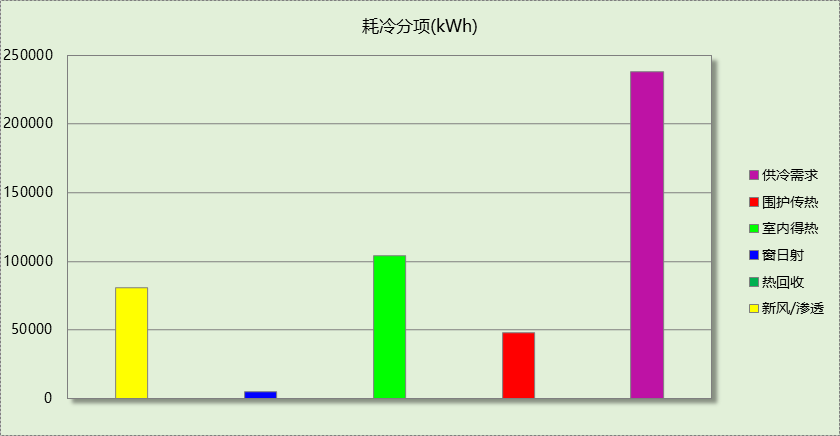 耗冷分项(kWh)
250000
200000
150000
100000
50000
0
供冷需求
围护传热
室内得热
窗日射
热回收
新风/渗透